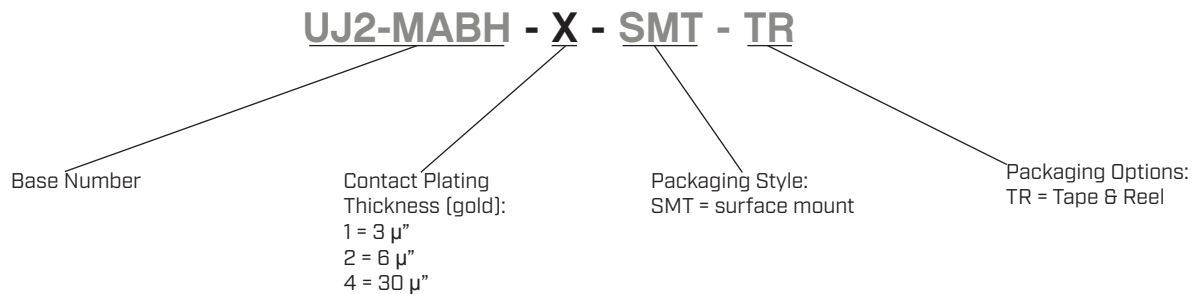 UJ2-MABH - X - SMT - TR
Base Number
Contact Plating
Thickness (gold):
1 = 3 µ”
2 = 6 µ”
4 = 30 µ”
Packaging Style:
SMT = surface mount
Packaging Options:
TR = Tape & Reel